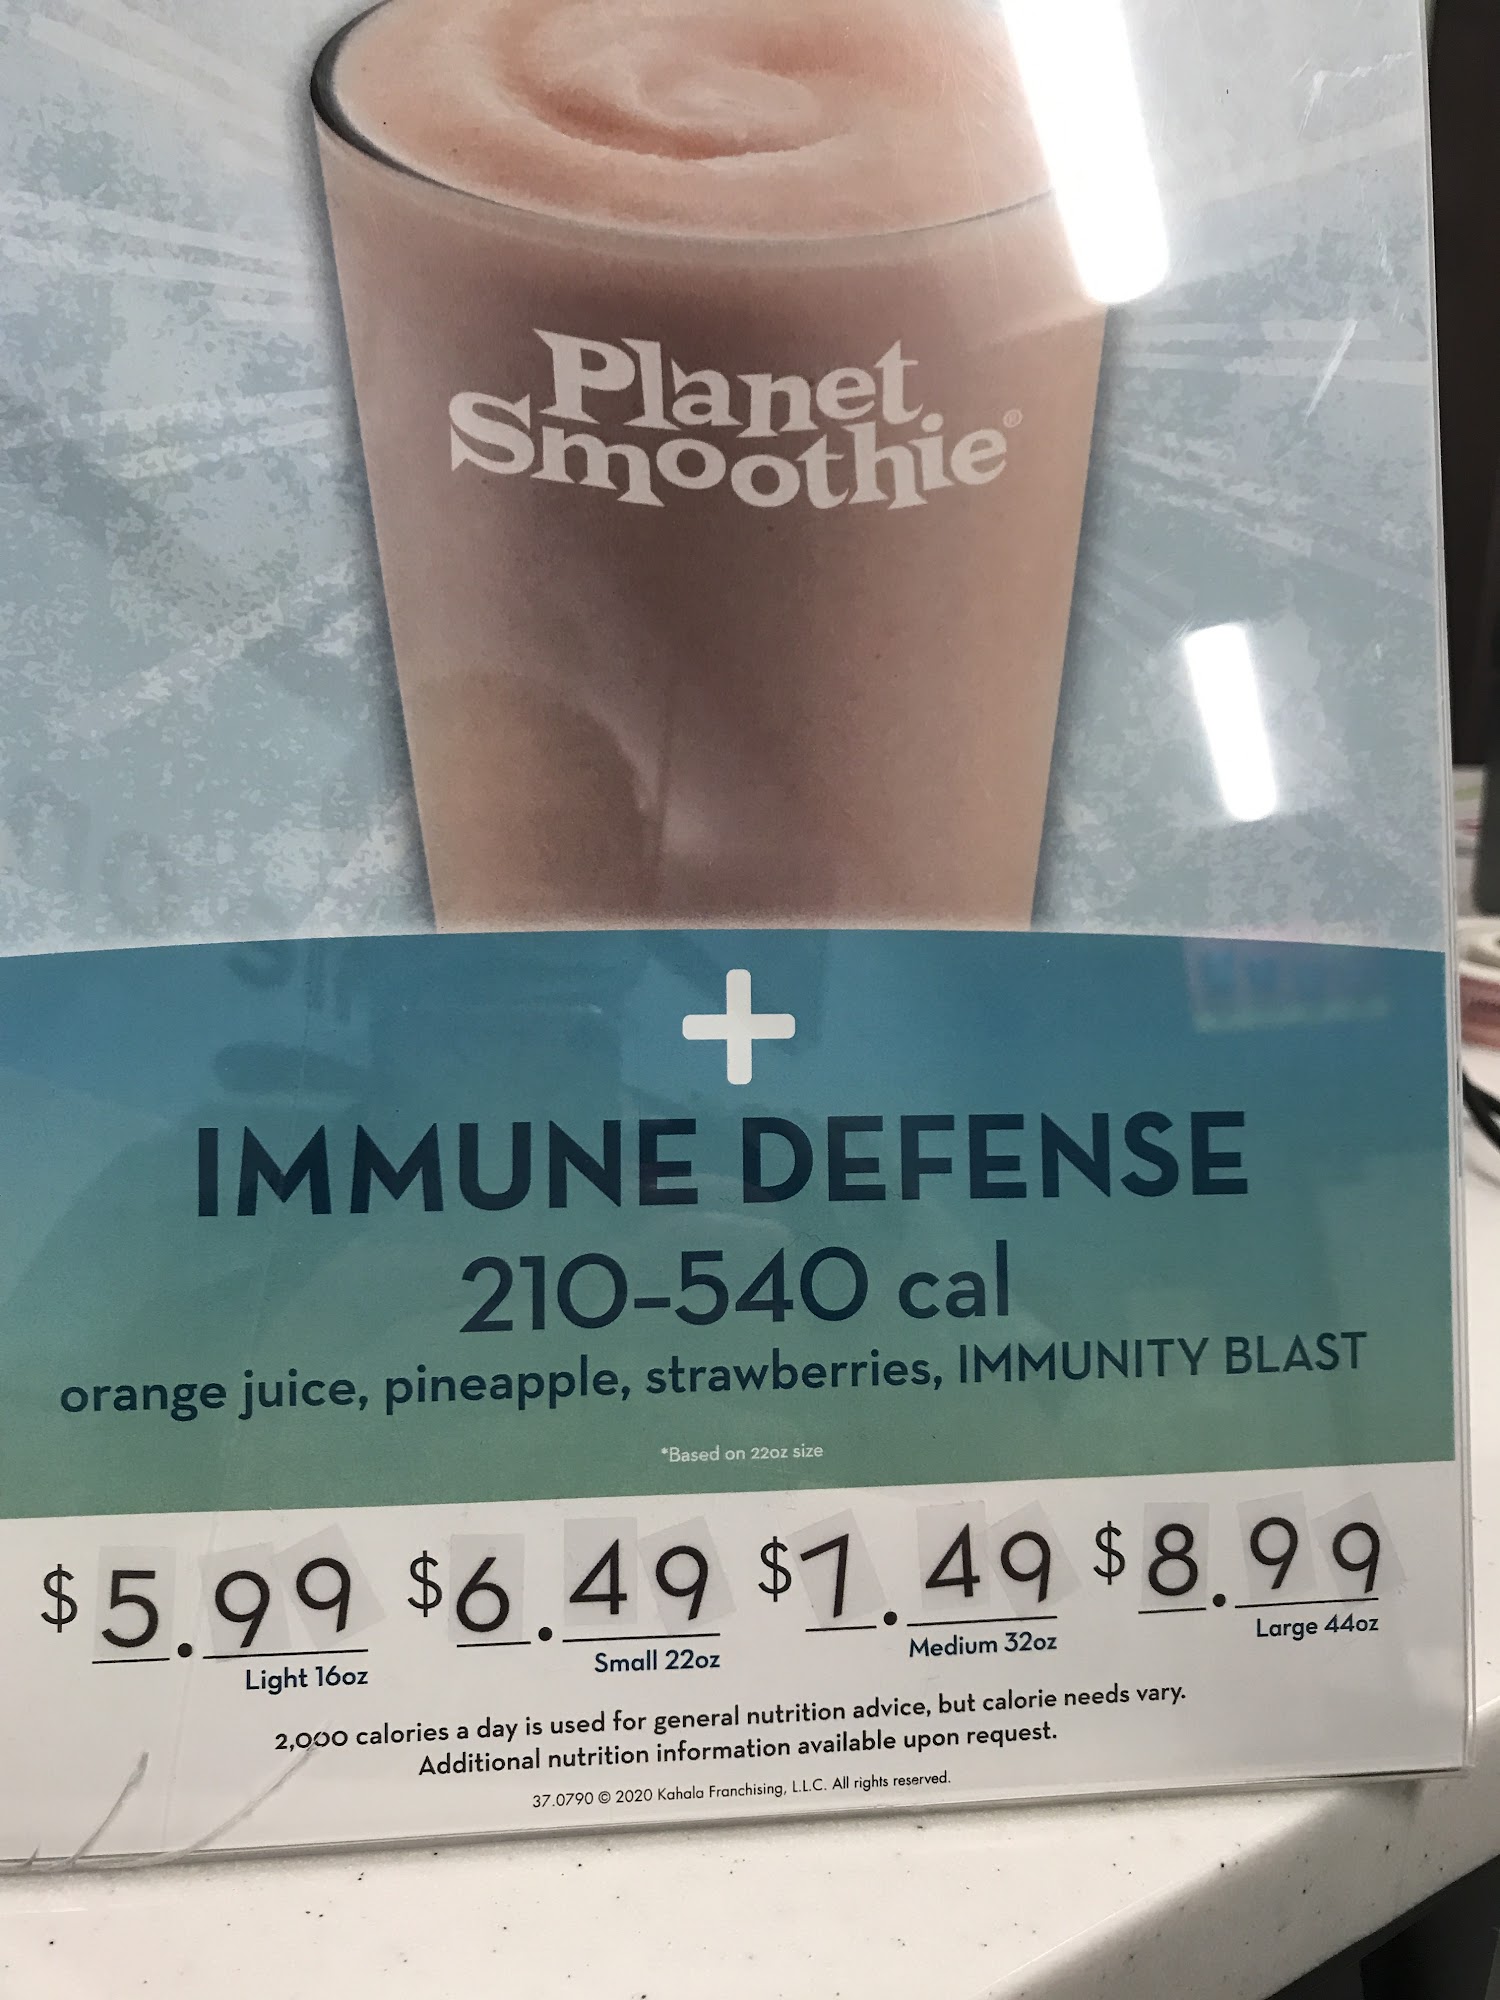 Planet
Smoothie®
+
IMMUNE DEFENSE
210-540 cal
orange juice, pineapple, strawberries, IMMUNITY BLAST
*Based on 22oz size
$5.99 $6.49 $7.49 $8.99
Light 16oz Small 22oz Medium 32oz Large 44oz
2,000 calories a day is used for general nutrition advice, but calorie needs vary.
Additional nutrition information available upon request.
37.0790 © 2020 Kahala Franchising, L.L.C. All rights reserved.